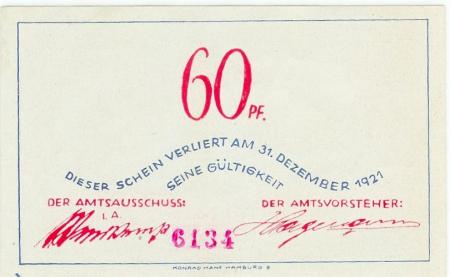 60 PF.
DIESER SCHEIN VERLIERT AM 31. DEZEMBER 1921
SEINE GÜLTIGKEIT
DER AMTSAUSSCHUSS: DER AMTSVORSTEHER:
I.A.
6134
KONRAD HANF HAMBURG 8